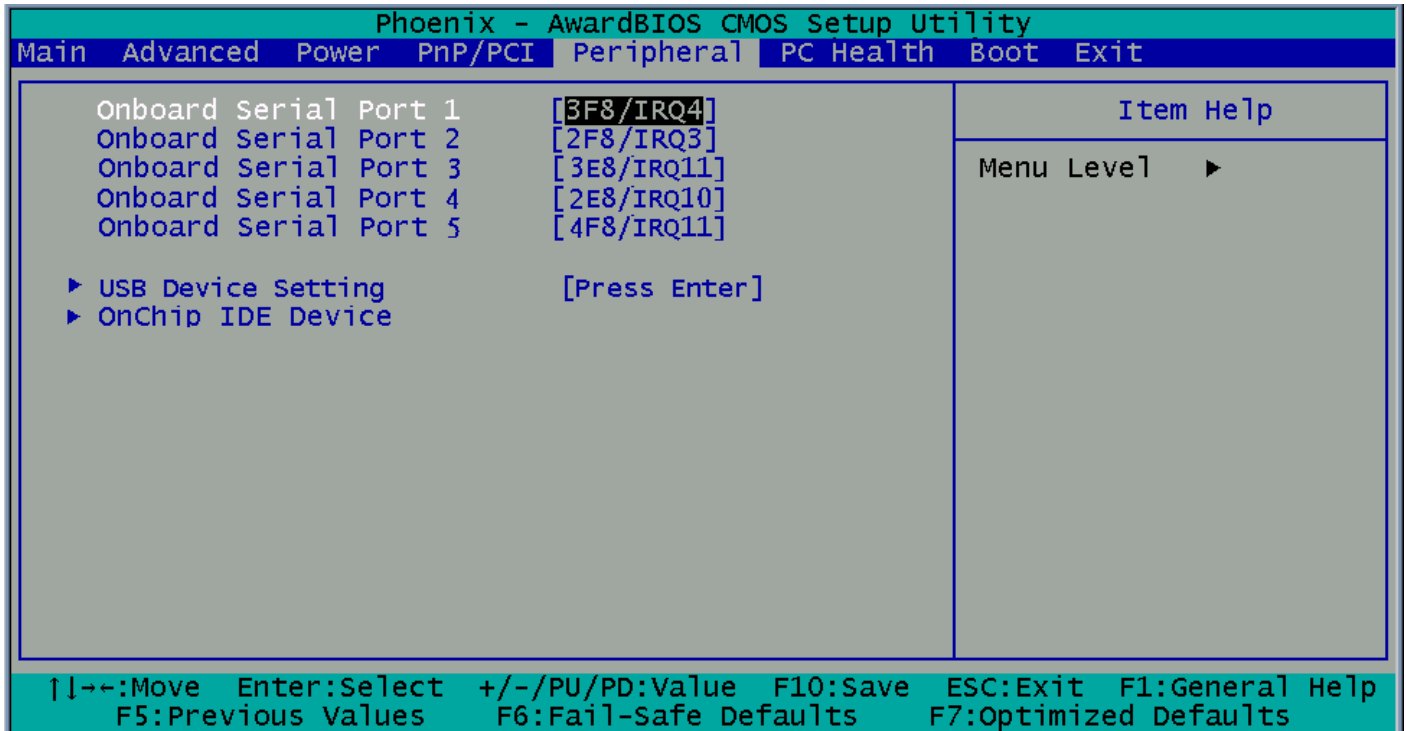 Phoenix - AwardBIOS CMOS Setup Utility
Main Advanced Power PnP/PCI Peripheral PC Health Boot Exit
Onboard Serial Port 1 [3F8/IRQ4]
Onboard Serial Port 2 [2F8/IRQ3]
Onboard Serial Port 3 [3E8/IRQ11]
Onboard Serial Port 4 [2E8/IRQ10]
Onboard Serial Port 5 [4F8/IRQ11]
▶ USB Device Setting [Press Enter]
▶ OnChip IDE Device
Item Help
Menu Level ▶
↑↓→←:Move Enter:Select +/-/PU/PD:Value F10:Save ESC:Exit F1:General Help
F5:Previous Values F6:Fail-Safe Defaults F7:Optimized Defaults